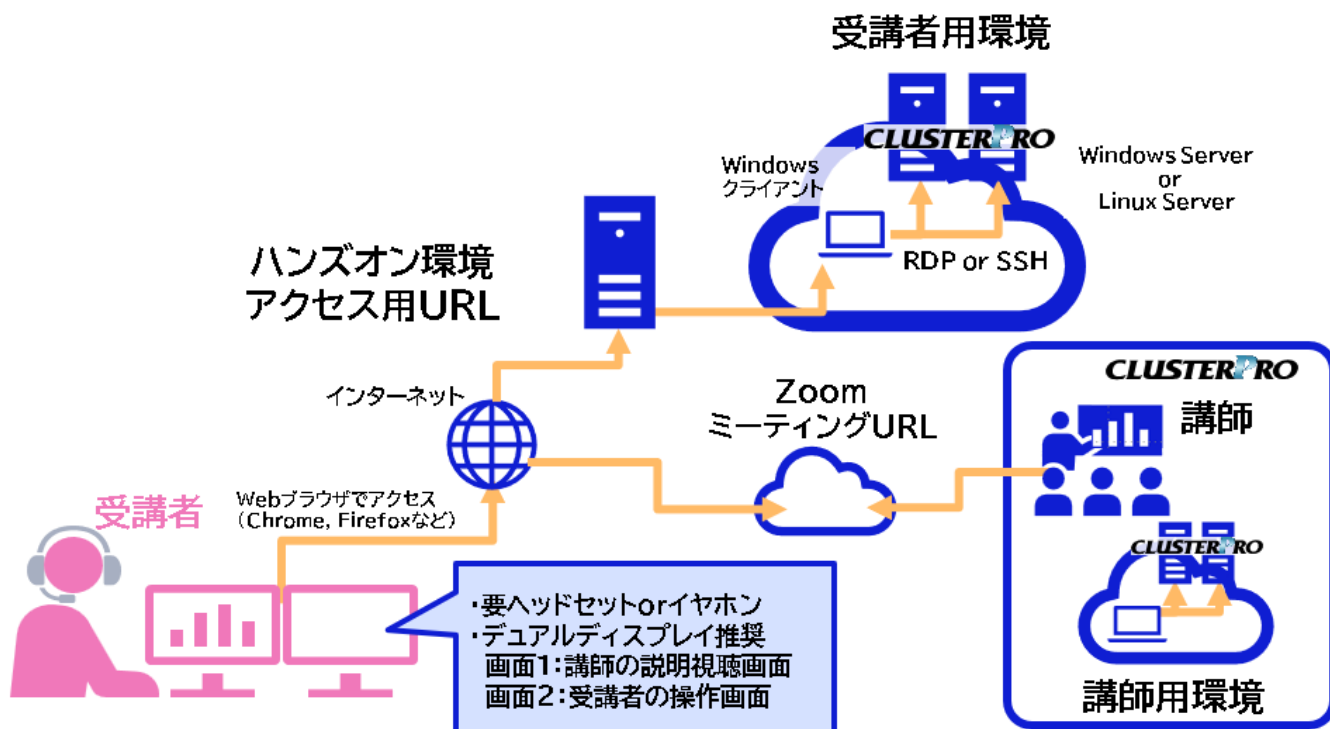 受講者用環境
CLUSTERPRO
Windows
クライアント
Windows Server
or
Linux Server
RDP or SSH
ハンズオン環境
アクセス用URL
インターネット
Zoom
ミーティングURL
CLUSTERPRO
講師
受講者
Webブラウザでアクセス
(Chrome, Firefoxなど)
CLUSTERPRO
講師用環境
・要ヘッドセットorイヤホン
・デュアルディスプレイ推奨
画面1:講師の説明視聴画面
画面2:受講者の操作画面